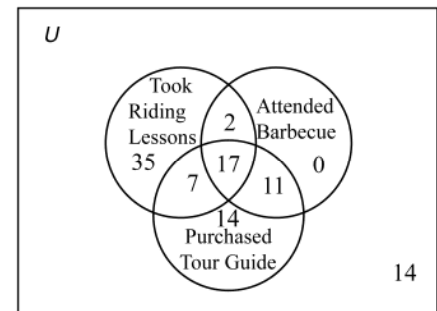 U
Took
Riding
Lessons
35
2
Attended
Barbecue
0
17
7
11
14
Purchased
Tour Guide
14